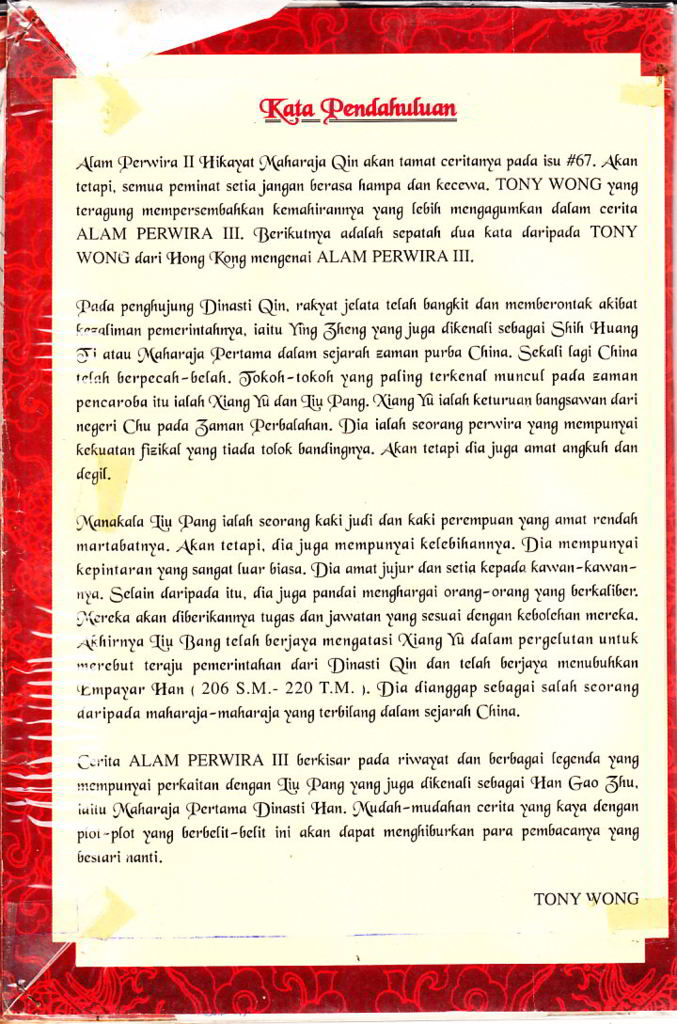 Kata Pendahuluan
Alam Perwira II Hikayat Maharaja Qin akan tamat ceritanya pada isu #67. Akan
tetapi, semua peminat setia jangan berasa hampa dan kecewa. TONY WONG yang
teragung mempersembahkan kemahirannya yang lebih mengagumkan dalam cerita
ALAM PERWIRA III. Berikutnya adalah sepatah dua kata daripada TONY
WONG dari Hong Kong mengenai ALAM PERWIRA III.
Pada penghujung Dinasti Qin, rakyat jelata telah bangkit dan memberontak akibat
kezaliman pemerintahnya, iaitu Ying Zheng yang juga dikenali sebagai Shih Huang
Ti atau Maharaja Pertama dalam sejarah zaman purba China. Sekali lagi China
telah berpecah-belah. Tokoh-tokoh yang paling terkenal muncul pada zaman
pencaroba itu ialah Xiang Yu dan Liu Pang. Xiang Yu ialah keturuan bangsawan dari
negeri Chu pada Zaman Perbalahan. Dia ialah seorang perwira yang mempunyai
kekuatan fizikal yang tiada tolok bandingnya. Akan tetapi dia juga amat angkuh dan
degil.
Manakala Liu Pang ialah seorang kaki judi dan kaki perempuan yang amat rendah
martabatnya. Akan tetapi, dia juga mempunyai kelebihannya. Dia mempunyai
kepintaran yang sangat luar biasa. Dia amat jujur dan setia kepada kawan-kawan-
nya. Selain daripada itu, dia juga pandai menghargai orang-orang yang berkaliber.
Mereka akan diberikannya tugas dan jawatan yang sesuai dengan kebolehan mereka.
Akhirnya Liu Bang telah berjaya mengatasi Xiang Yu dalam pergelutan untuk
merebut teraju pemerintahan dari Dinasti Qin dan telah berjaya menubuhkan
Empayar Han ( 206 S.M.- 220 T.M. ). Dia dianggap sebagai salah seorang
daripada maharaja-maharaja yang terbilang dalam sejarah China.
Cerita ALAM PERWIRA III berkisar pada riwayat dan berbagai legenda yang
mempunyai perkaitan dengan Liu Pang yang juga dikenali sebagai Han Gao Zhu,
iaitu Maharaja Pertama Dinasti Han. Mudah-mudahan cerita yang kaya dengan
plot-plot yang berbelit-belit ini akan dapat menghiburkan para pembacanya yang
bestari nanti.
TONY WONG